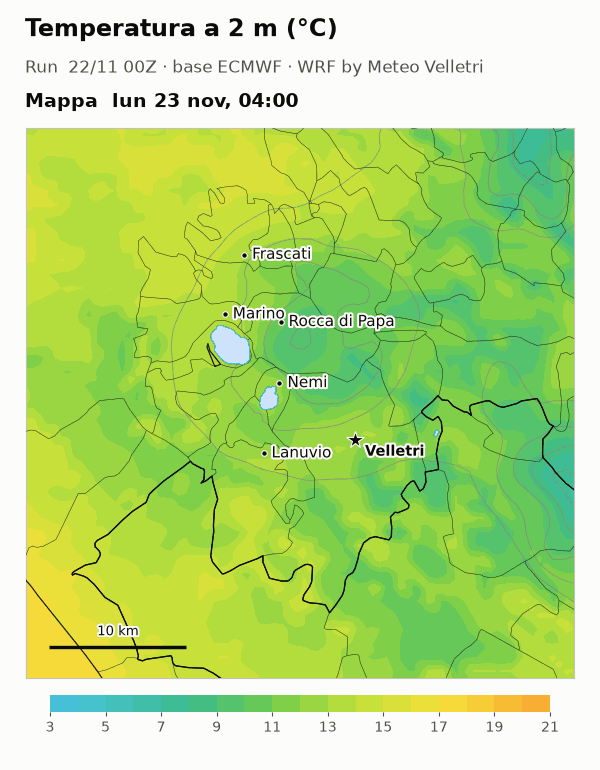 Temperatura a 2 m (°C)
Run  22/11 00Z · base ECMWF · WRF by Meteo Velletri
Mappa  lun 23 nov, 04:00
Frascati
Marino
Rocca di Papa
Nemi
Velletri
Lanuvio
10 km
3 5 7 9 11 13 15 17 19 21